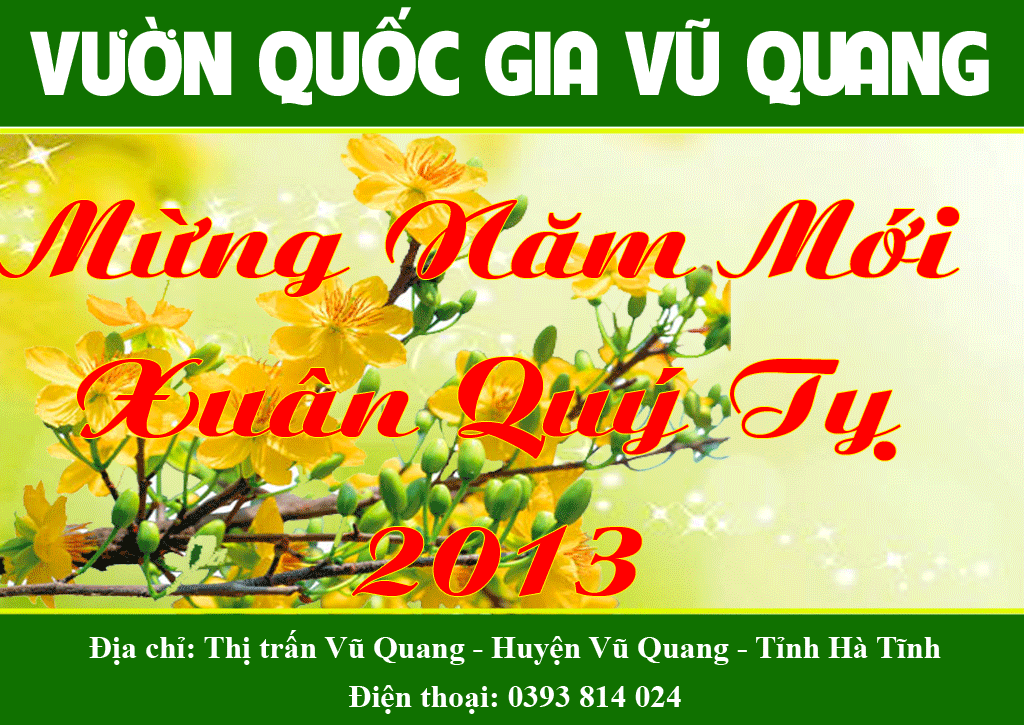 VƯỜN QUỐC GIA VŨ QUANG
Mừng Năm Mới
Xuân Quý Tỵ
2013
Địa chỉ: Thị trấn Vũ Quang - Huyện Vũ Quang - Tỉnh Hà Tĩnh
Điện thoại: 0393 814 024